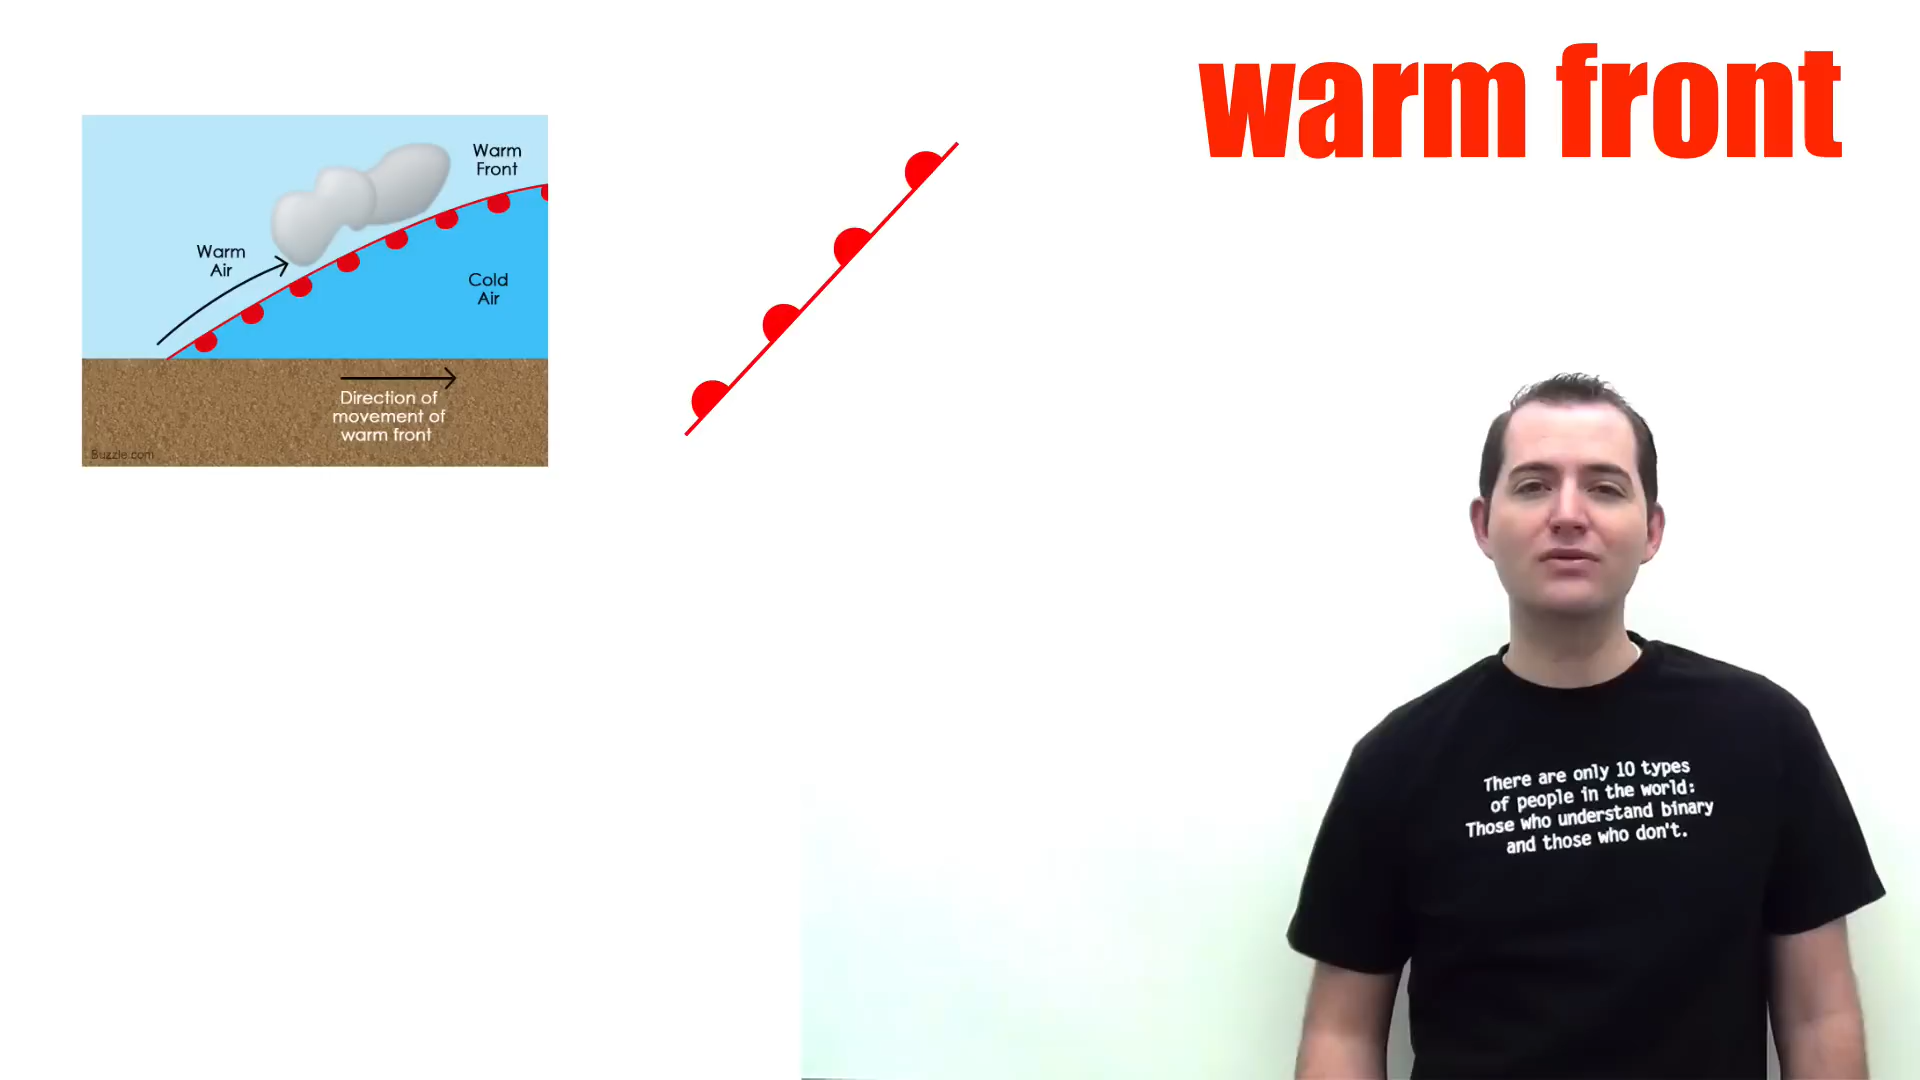 warm front
Warm
Front
Warm
Air
Cold
Air
Direction of
movement of
warm front
Buzzle.com
There are only 10 types
of people in the world:
Those who understand binary
and those who don't.